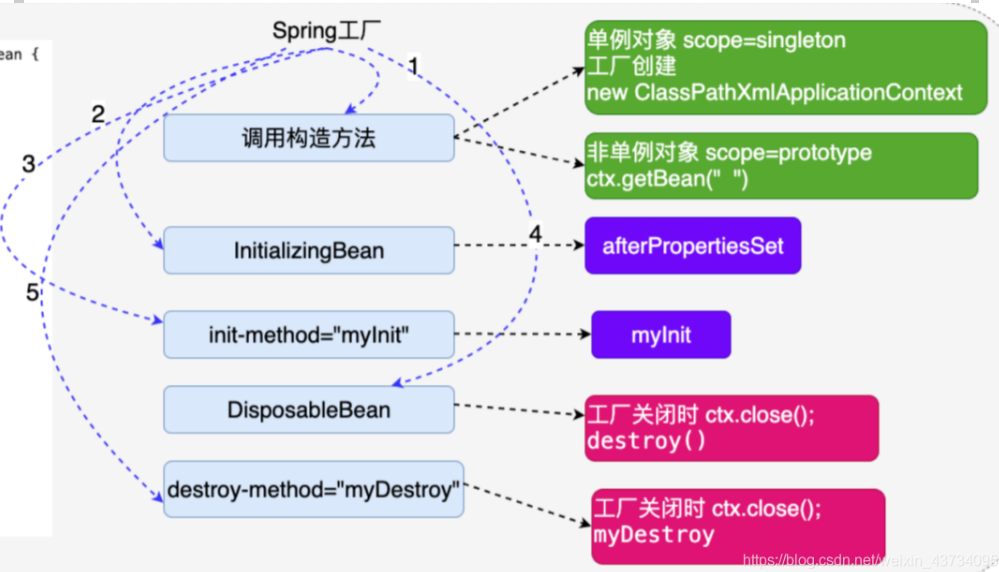 Spring工厂
ean {
1
2
3
4
5
调用构造方法
单例对象 scope=singleton
工厂创建
new ClassPathXmlApplicationContext
非单例对象 scope=prototype
ctx.getBean(" ")
InitializingBean
afterPropertiesSet
init-method="myInit"
myInit
DisposableBean
工厂关闭时 ctx.close();
destroy()
destroy-method="myDestroy"
工厂关闭时 ctx.close();
myDestroy
https://blog.csdn.net/weixin_43734095